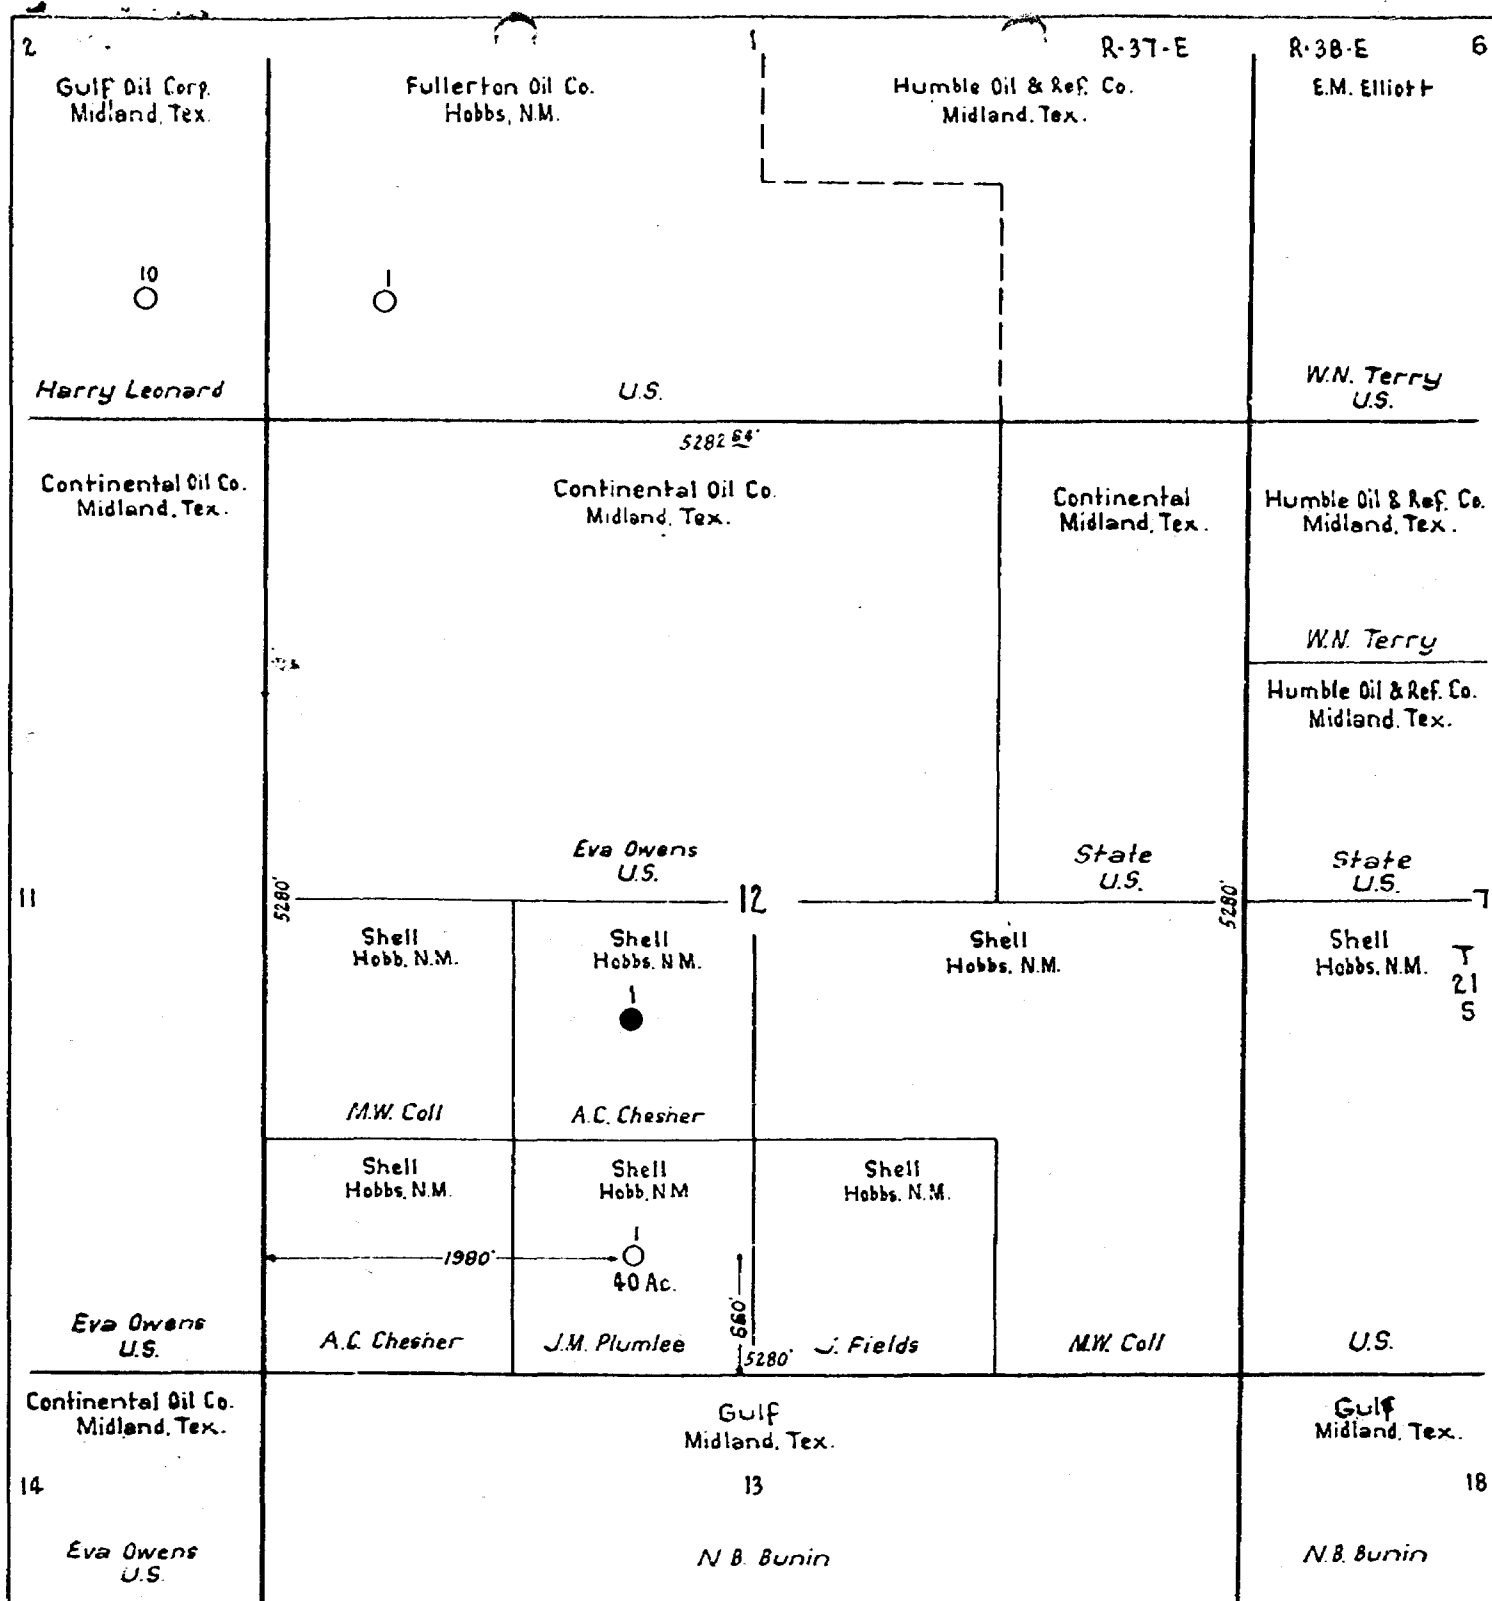 2
1
R-37-E
R-38-E
6
Gulf Oil Corp.
Midland, Tex.
Fullerton Oil Co.
Hobbs, N.M.
Humble Oil & Ref. Co.
Midland, Tex.
E.M. Elliott
10
1
Harry Leonard
U.S.
W.N. Terry
U.S.
5282 64'
Continental Oil Co.
Midland, Tex.
Continental Oil Co.
Midland, Tex.
Continental
Midland, Tex.
Humble Oil & Ref. Co.
Midland, Tex.
W.N. Terry
Humble Oil & Ref. Co.
Midland, Tex.
Eva Owens
U.S.
State
U.S.
State
U.S.
11
5280'
12
5280'
7
Shell
Hobb, N.M.
Shell
Hobbs, N.M.
Shell
Hobbs, N.M.
Shell
Hobbs, N.M.
T
21
S
1
M.W. Coll
A.C. Chesher
Shell
Hobbs, N.M.
Shell
Hobb, N.M
Shell
Hobbs, N.M.
1980'
1
40 Ac.
660'
Eva Owens
U.S.
A.C. Chesher
J.M. Plumlee
5280'
J. Fields
M.W. Coll
U.S.
Continental Oil Co.
Midland, Tex.
Gulf
Midland, Tex.
Gulf
Midland, Tex.
14
13
18
Eva Owens
U.S.
N.B. Bunin
N.B. Bunin